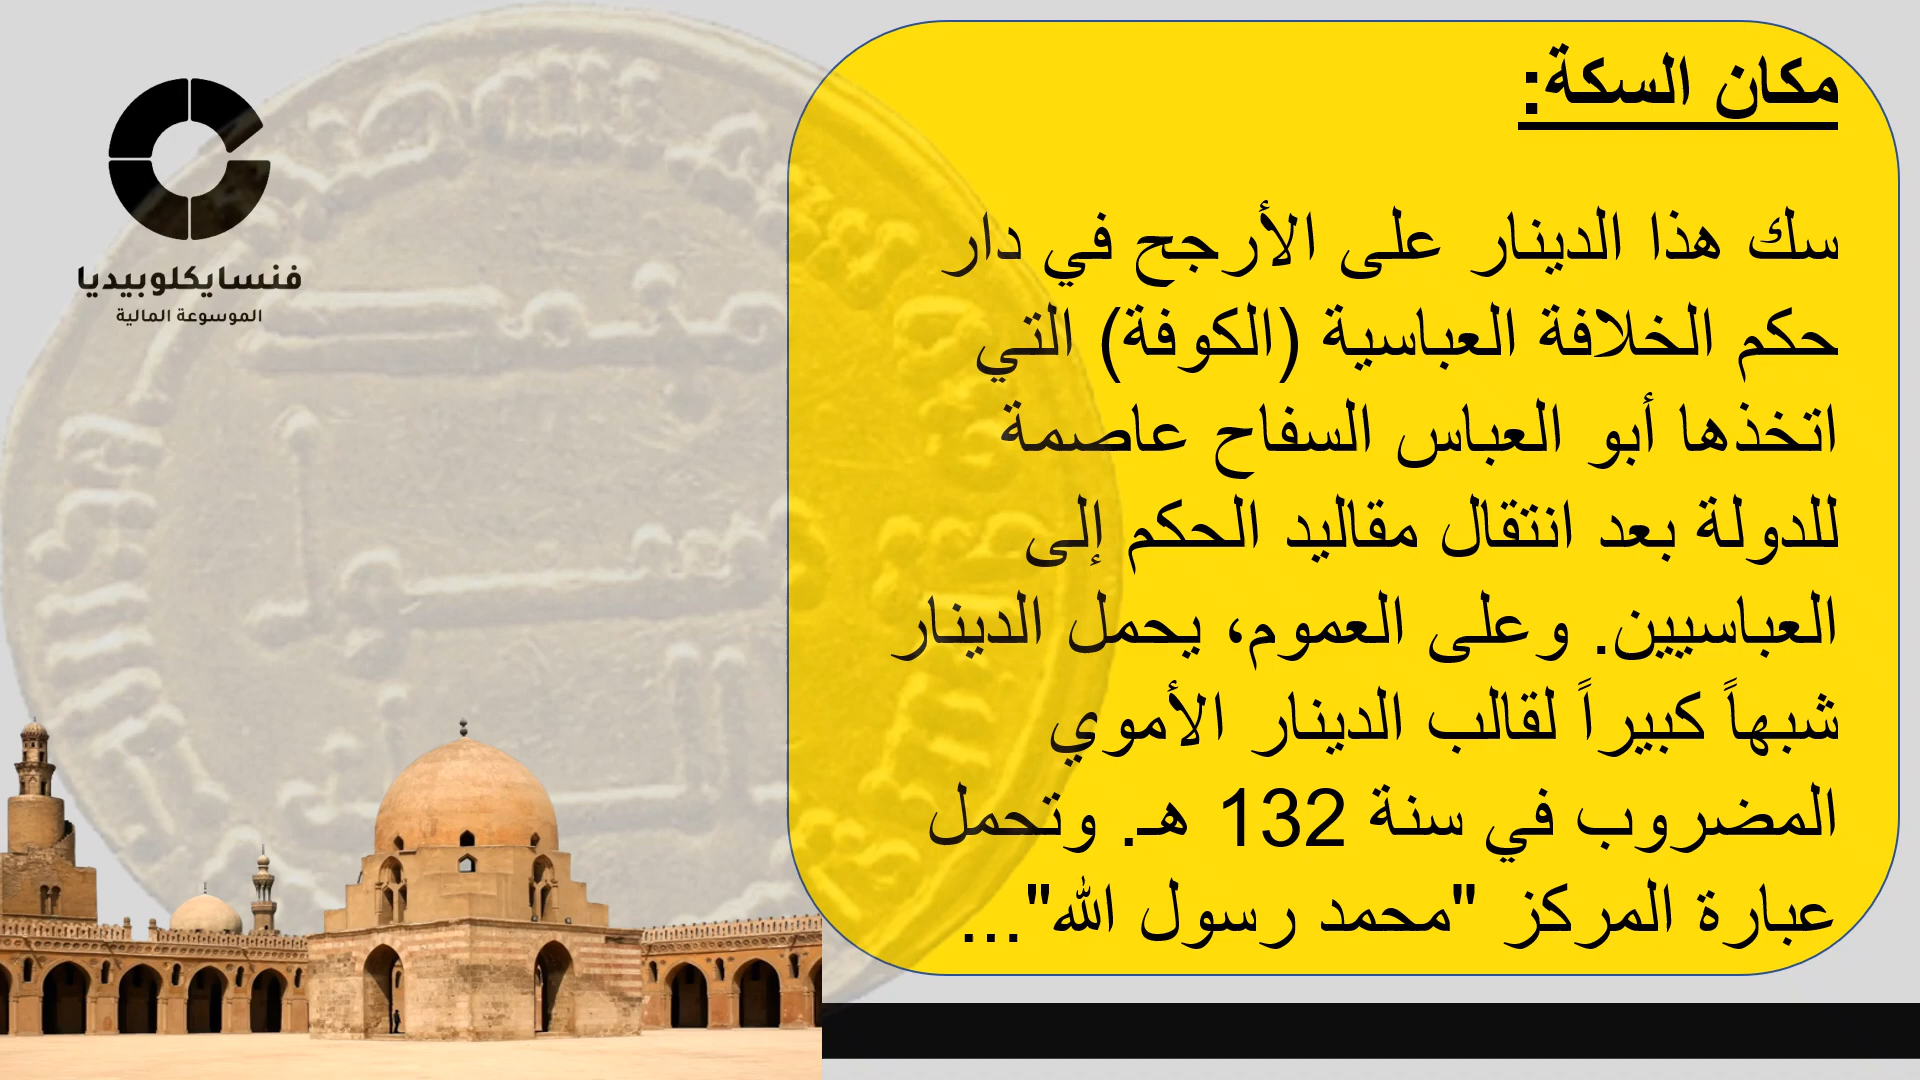 مكان السكة:
سك هذا الدينار على الأرجح في دار
حكم الخلافة العباسية (الكوفة) التي
اتخذها أبو العباس السفاح عاصمة
للدولة بعد انتقال مقاليد الحكم إلى
العباسيين. وعلى العموم، يحمل الدينار
شبهاً كبيراً لقالب الدينار الأموي
المضروب في سنة 132 هـ. وتحمل
عبارة المركز "محمد رسول الله"...
فنسايكلوبيديا
الموسوعة المالية